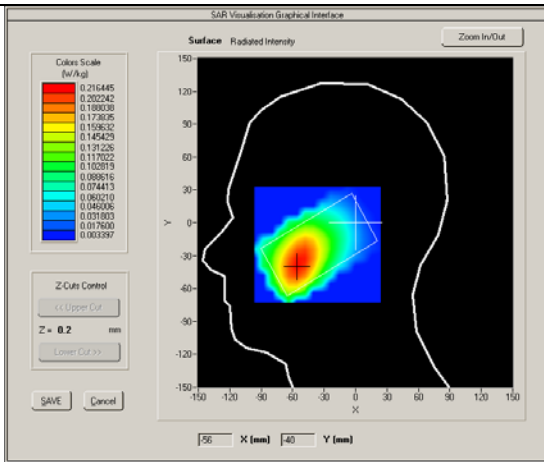 SAR Visualisation Graphical Interface
Surface Radiated Intensity
Zoom In/Out
Colors Scale
(W/kg)
0.216445
0.202242
0.188038
0.173835
0.159632
0.145429
0.131226
0.117022
0.102819
0.088616
0.074413
0.060210
0.046006
0.031803
0.017600
0.003397
Z-Cuts Control
<< Upper Cut
Z = 0.2 mm
Lower Cut >>
SAVE Cancel
150
120
90
60
30
0
-30
-60
-90
-120
-150
Y
-150 -120 -90 -60 -30 0 30 60 90 120 150
X
-56 X (mm) -40 Y (mm)